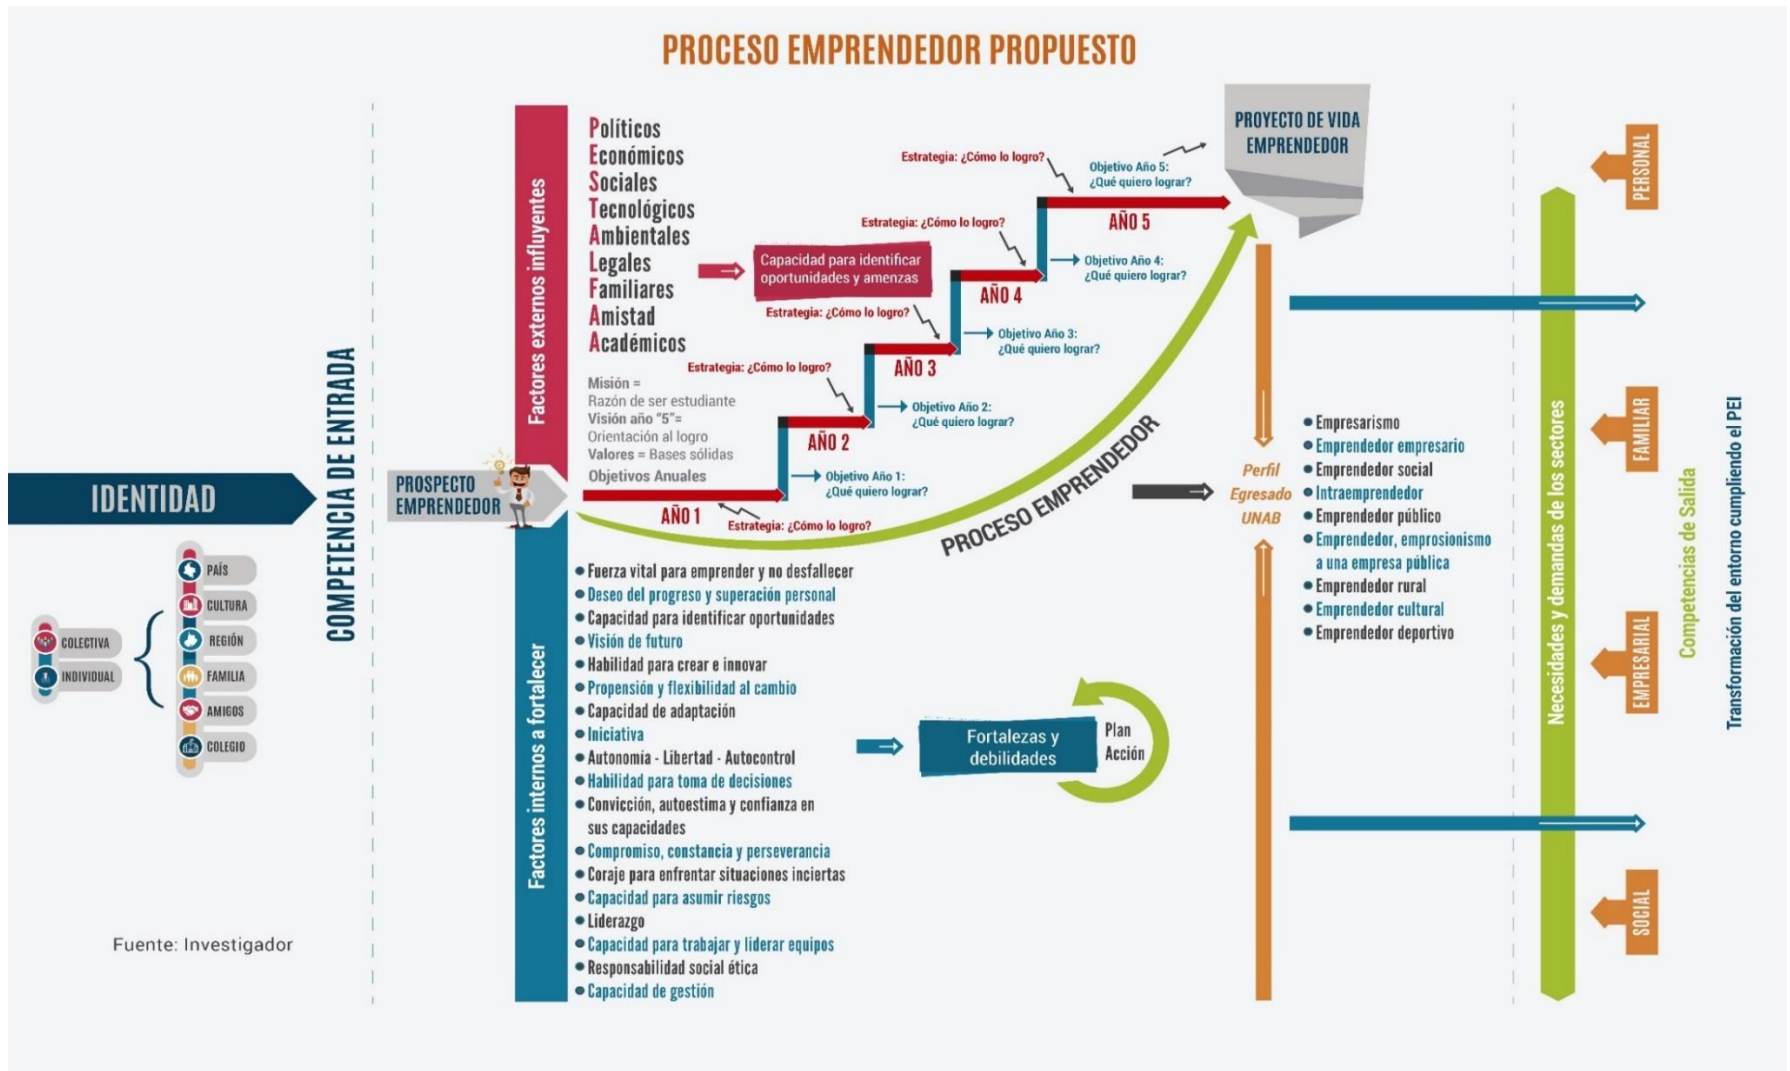 PROCESO EMPRENDEDOR PROPUESTO
IDENTIDAD
COLECTIVA
INDIVIDUAL
PAÍS
CULTURA
REGIÓN
FAMILIA
AMIGOS
COLEGIO
Fuente: Investigador
COMPETENCIA DE ENTRADA
PROSPECTO
EMPRENDEDOR
Factores externos influyentes
Políticos
Económicos
Sociales
Tecnológicos
Ambientales
Legales
Familiares
Amistad
Académicos
Capacidad para identificar
oportunidades y amenzas
Misión =
Razón de ser estudiante
Visión año "5"=
Orientación al logro
Valores = Bases sólidas
Objetivos Anuales
AÑO 1
Estrategia: ¿Cómo lo logro?
Objetivo Año 1:
¿Qué quiero lograr?
AÑO 2
Estrategia: ¿Cómo lo logro?
Objetivo Año 2:
¿Qué quiero lograr?
AÑO 3
Estrategia: ¿Cómo lo logro?
Objetivo Año 3:
¿Qué quiero lograr?
AÑO 4
Estrategia: ¿Cómo lo logro?
Objetivo Año 4:
¿Qué quiero lograr?
AÑO 5
Estrategia: ¿Cómo lo logro?
Objetivo Año 5:
¿Qué quiero lograr?
PROYECTO DE VIDA
EMPRENDEDOR
PROCESO EMPRENDEDOR
Factores internos a fortalecer
Fuerza vital para emprender y no desfallecer
Deseo del progreso y superación personal
Capacidad para identificar oportunidades
Visión de futuro
Habilidad para crear e innovar
Propensión y flexibilidad al cambio
Capacidad de adaptación
Iniciativa
Autonomía - Libertad - Autocontrol
Habilidad para toma de decisiones
Convicción, autoestima y confianza en
sus capacidades
Compromiso, constancia y perseverancia
Coraje para enfrentar situaciones inciertas
Capacidad para asumir riesgos
Liderazgo
Capacidad para trabajar y liderar equipos
Responsabilidad social ética
Capacidad de gestión
Fortalezas y
debilidades
Plan
Acción
Perfil
Egresado
UNAB
Empresarismo
Emprendedor empresario
Emprendedor social
Intraemprendedor
Emprendedor público
Emprendedor, emprosionismo
a una empresa pública
Emprendedor rural
Emprendedor cultural
Emprendedor deportivo
Necesidades y demandas de los sectores
PERSONAL
FAMILIAR
EMPRESARIAL
SOCIAL
Competencias de Salida
Transformación del entorno cumpliendo el PEI